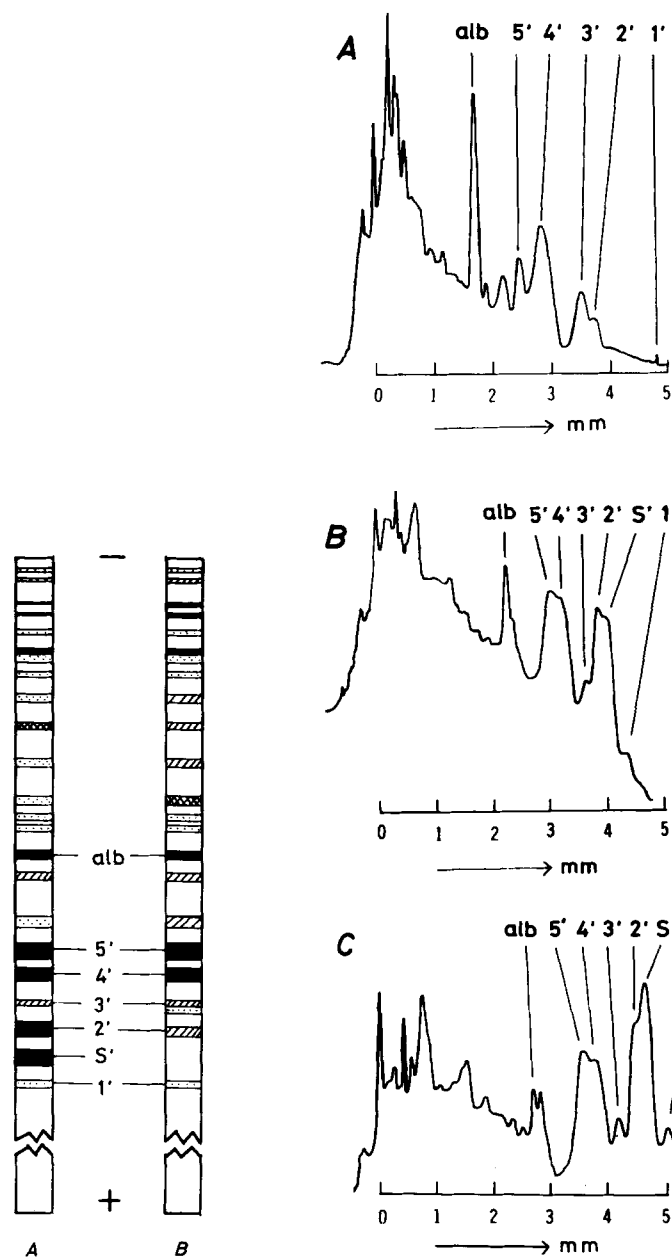 A
alb 5' 4' 3' 2' 1'
0 1 2 3 4 5
mm
B
alb 5' 4' 3' 2' S' 1
0 1 2 3 4 5
mm
C
alb 5' 4' 3' 2' S
0 1 2 3 4 5
mm
−
alb
5'
4'
3'
2'
S'
1'
+
A B